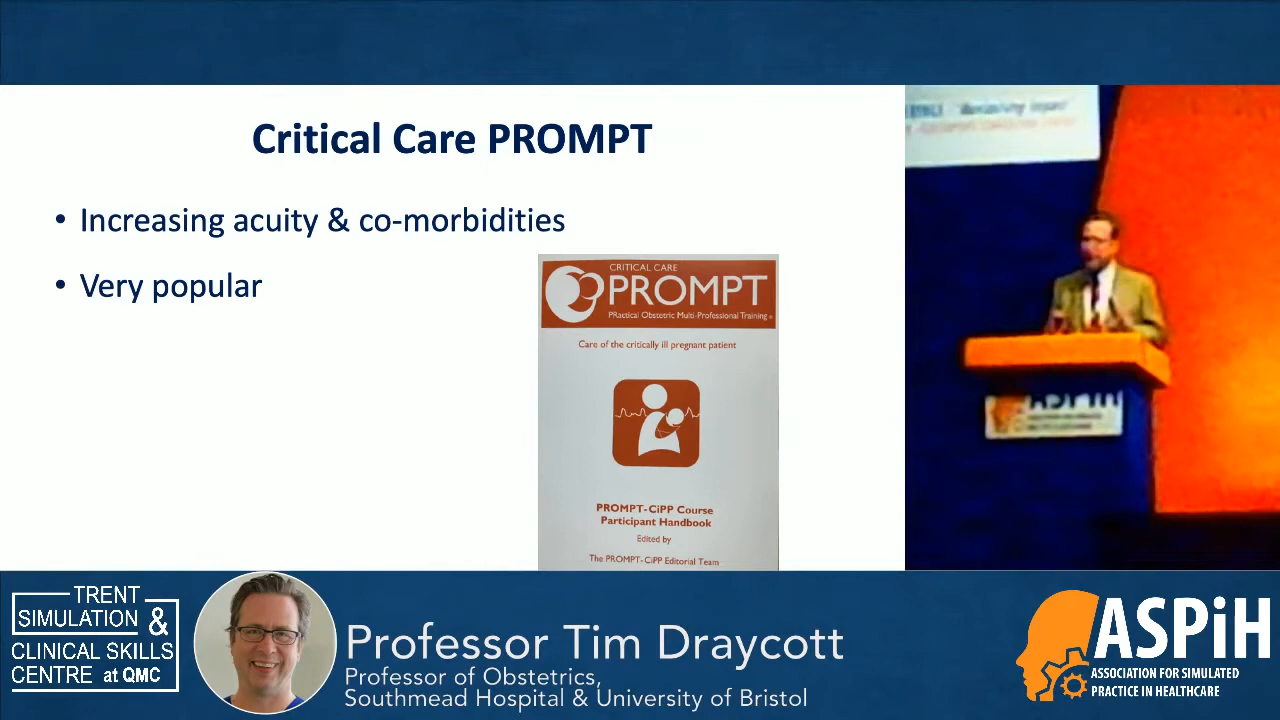 Critical Care PROMPT
• Increasing acuity & co-morbidities
• Very popular
CRITICAL CARE
PROMPT
PRactical Obstetric Multi-Professional Training
Care of the critically ill pregnant patient
PROMPT-CiPP Course
Participant Handbook
Edited by
The PROMPT-CiPP Editorial Team
ASPiH
TRENT
SIMULATION &
CLINICAL SKILLS
CENTRE at QMC
Professor Tim Draycott
Professor of Obstetrics,
Southmead Hospital & University of Bristol
ASPiH
ASSOCIATION FOR SIMULATED
PRACTICE IN HEALTHCARE